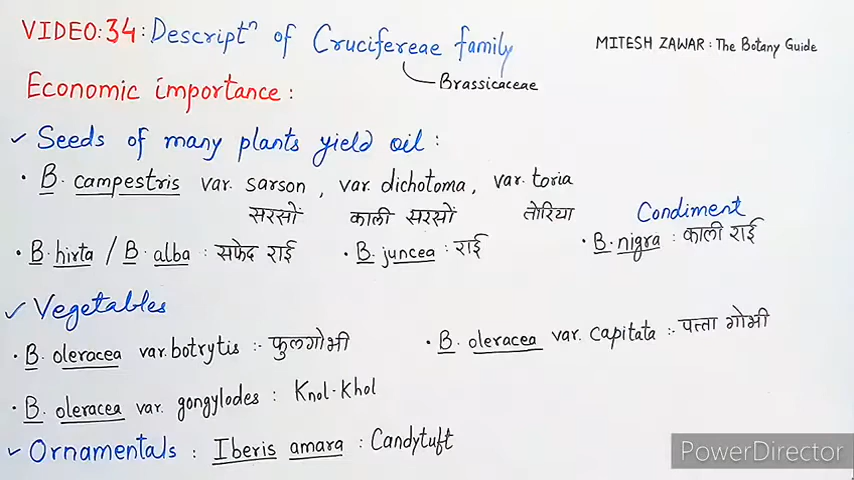 VIDEO:34:Descriptⁿ of Crucifereae family
MITESH ZAWAR : The Botany Guide
Brassicaceae
Economic importance :
✓ Seeds of many plants yield oil :
· B. campestris var. sarson , var. dichotoma, var. toria
सरसों काली सरसों तोरिया
Condiment
· B. hirta / B. alba : सफेद राई · B. juncea : राई · B. nigra : काली राई
✓ Vegetables
· B. oleracea var. botrytis :- फुलगोभी · B. oleracea var. capitata :- पत्ता गोभी
· B. oleracea var. gongylodes : Knol-Khol
✓ Ornamentals : Iberis amara : Candytuft
PowerDirector